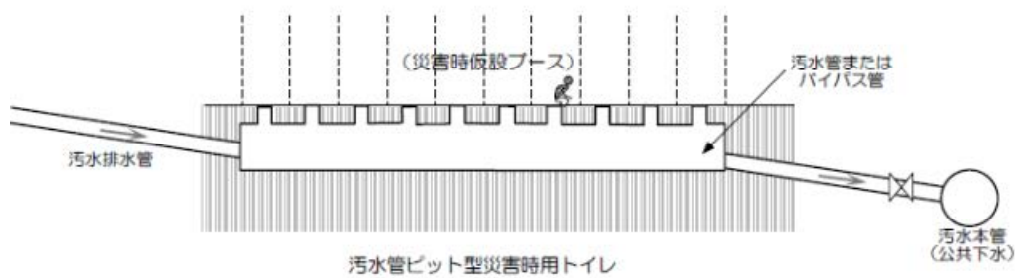 （災害時仮設ブース）
汚水管または
バイパス管
汚水排水管
汚水本管
（公共下水）
汚水管ピット型災害時用トイレ